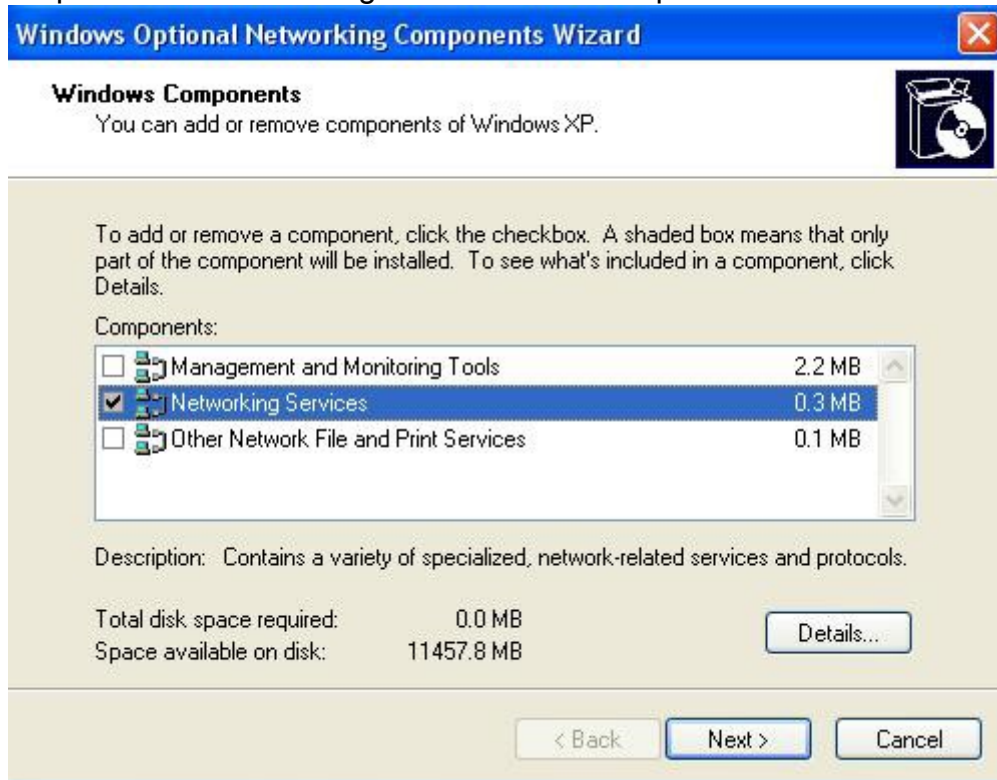 Windows Optional Networking Components Wizard
Windows Components
You can add or remove components of Windows XP.
To add or remove a component, click the checkbox. A shaded box means that only
part of the component will be installed. To see what's included in a component, click
Details.
Components:
Management and Monitoring Tools 2.2 MB
Networking Services 0.3 MB
Other Network File and Print Services 0.1 MB
Description: Contains a variety of specialized, network-related services and protocols.
Total disk space required: 0.0 MB
Space available on disk: 11457.8 MB
Details...
< Back Next > Cancel